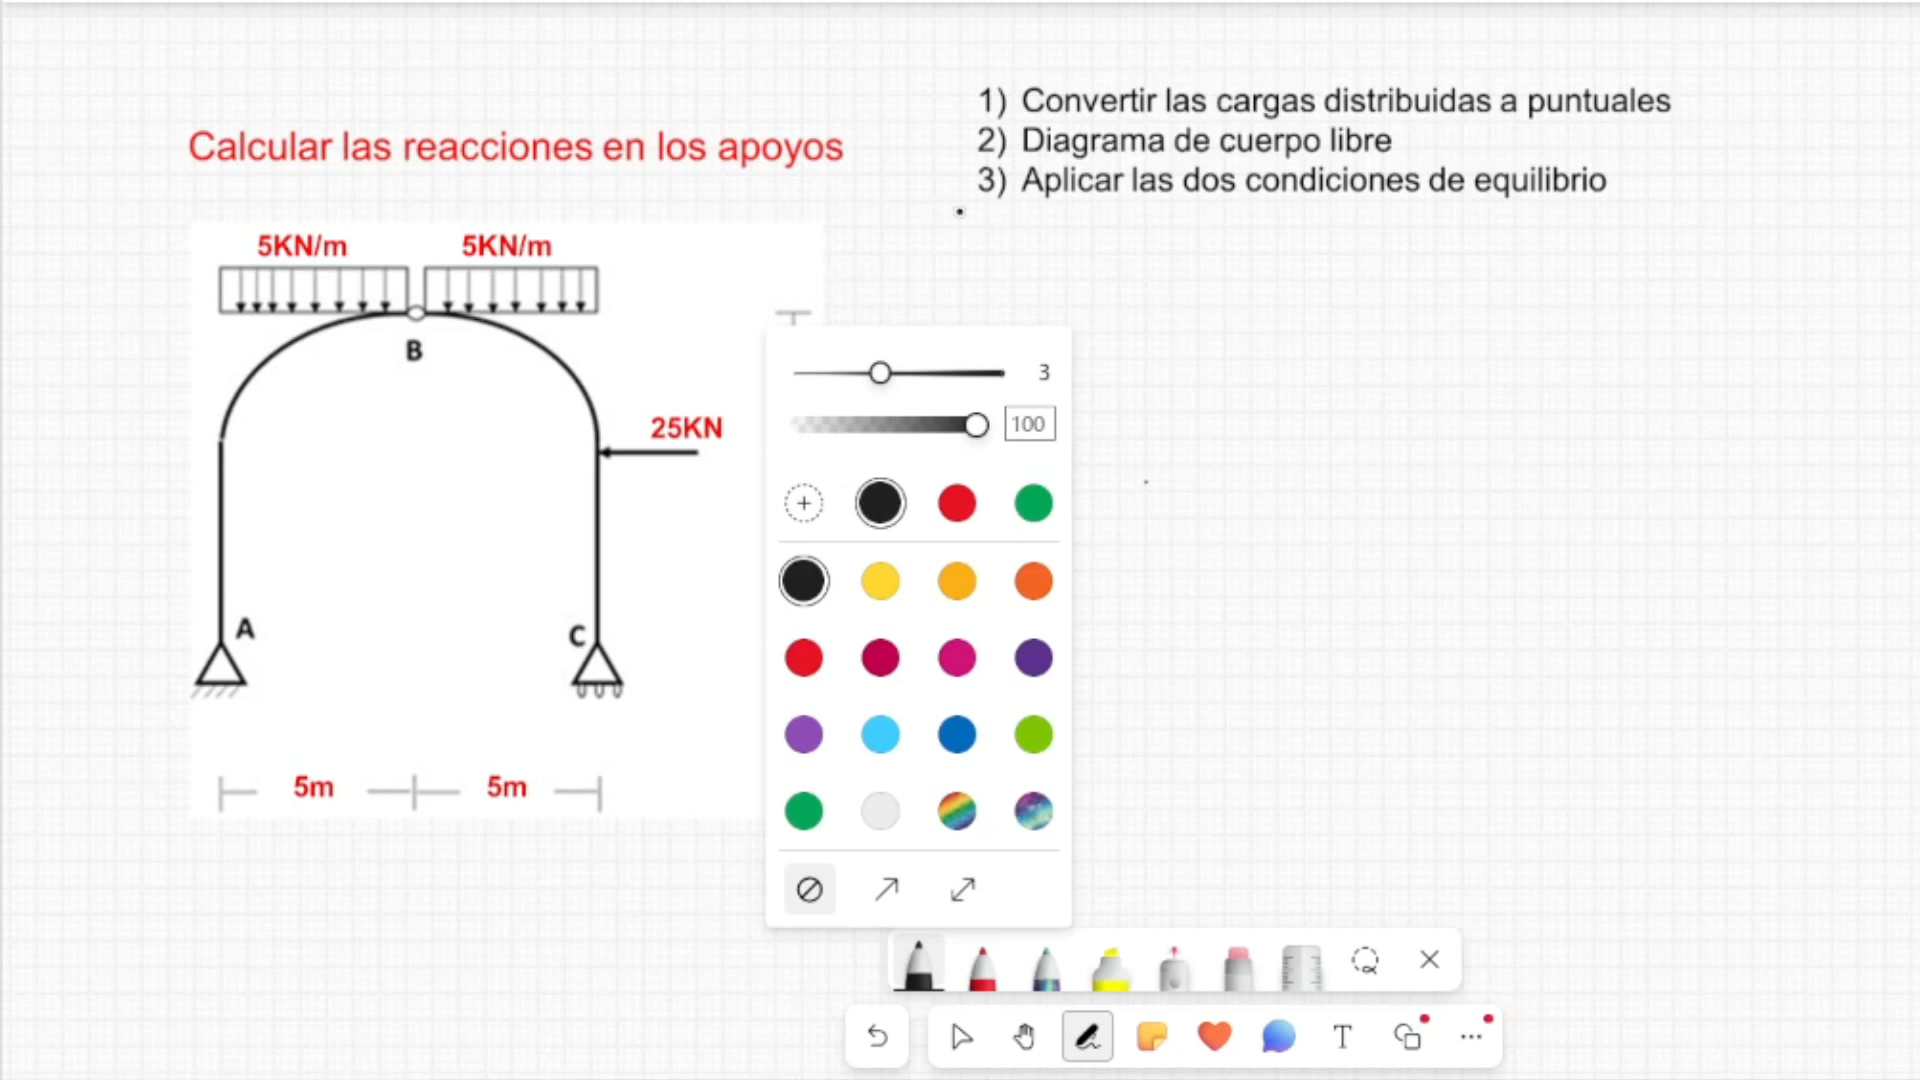 1) Convertir las cargas distribuidas a puntuales
2) Diagrama de cuerpo libre
3) Aplicar las dos condiciones de equilibrio
Calcular las reacciones en los apoyos
5KN/m 5KN/m
B
25KN
A
C
5m 5m
3
100
T